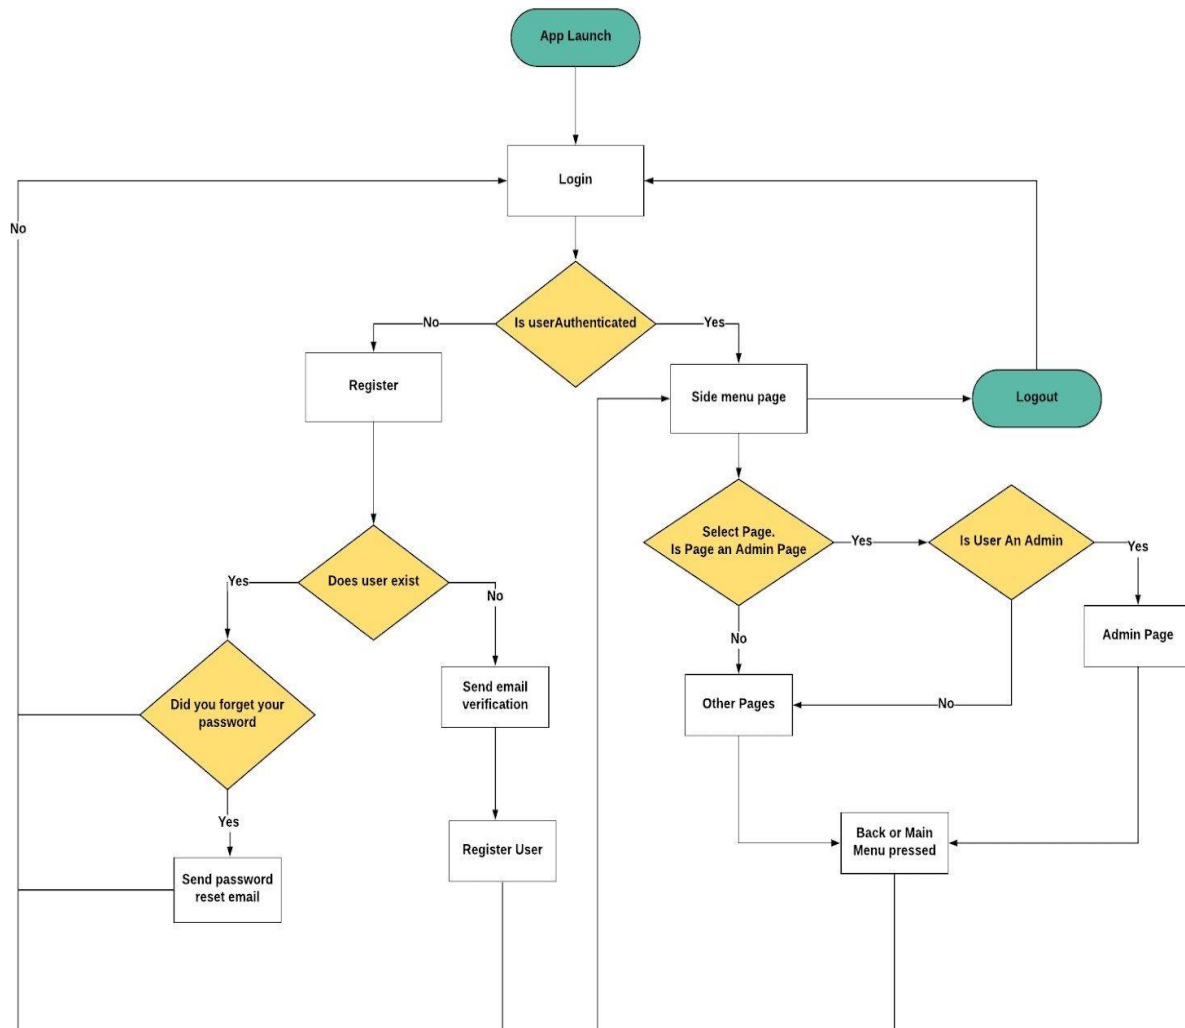 App Launch
Login
No
Is userAuthenticated
No
Yes
Register
Side menu page
Logout
Select Page.
Is Page an Admin Page
Yes
Is User An Admin
Yes
Does user exist
Yes
No
No
Admin Page
Send email
verification
Other Pages
No
Did you forget your
password
Yes
Register User
Back or Main
Menu pressed
Send password
reset email